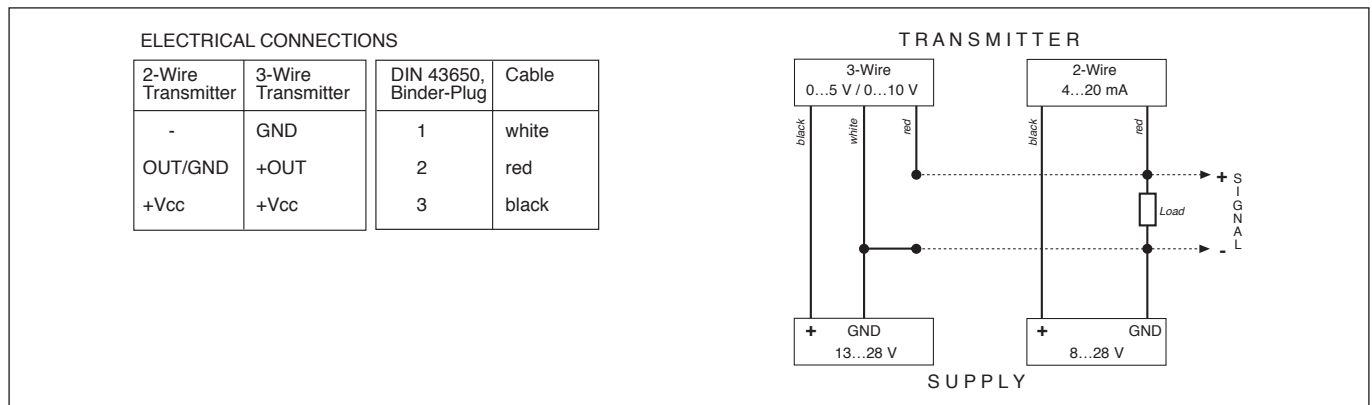 ELECTRICAL CONNECTIONS
2-Wire Transmitter 3-Wire Transmitter DIN 43650, Binder-Plug Cable
- GND 1 white
OUT/GND +OUT 2 red
+Vcc +Vcc 3 black
TRANSMITTER
3-Wire
0...5 V / 0...10 V
2-Wire
4...20 mA
black white red
black red
+ SIGNAL
Load
-
+ GND
13...28 V
+ GND
8...28 V
SUPPLY